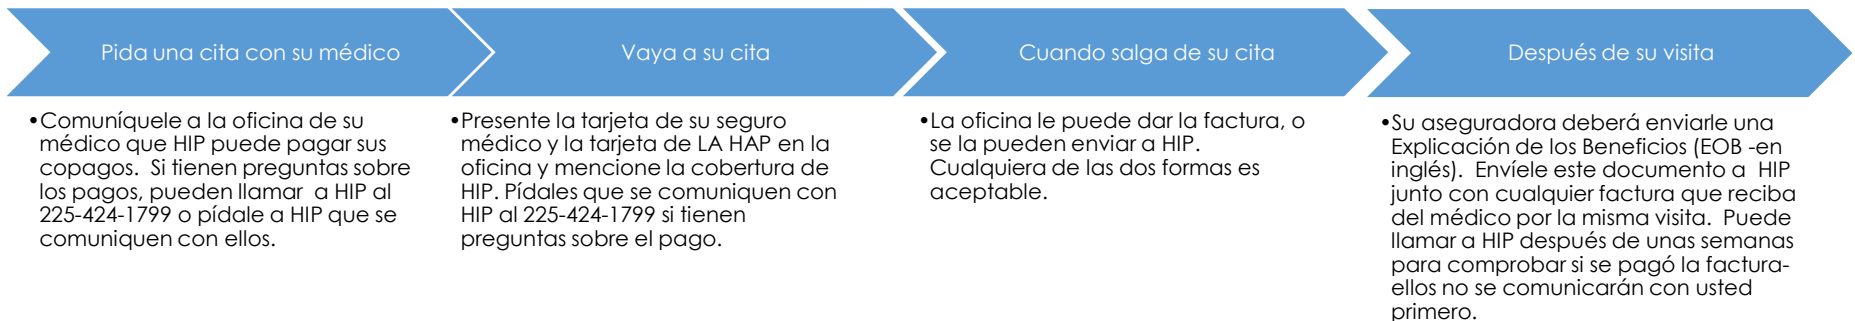 Pida una cita con su médico
•Comuníquele a la oficina de su
médico que HIP puede pagar sus
copagos.  Si tienen preguntas sobre
los pagos, pueden llamar  a HIP al
225-424-1799 o pídale a HIP que se
comuniquen con ellos.
Vaya a su cita
•Presente la tarjeta de su seguro
médico y la tarjeta de LA HAP en la
oficina y mencione la cobertura de
HIP. Pídales que se comuniquen con
HIP al 225-424-1799 si tienen
preguntas sobre el pago.
Cuando salga de su cita
•La oficina le puede dar la factura, o
se la pueden enviar a HIP.
Cualquiera de las dos formas es
aceptable.
Después de su visita
•Su aseguradora deberá enviarle una
Explicación de los Beneficios (EOB -en
inglés).  Envíele este documento a  HIP
junto con cualquier factura que reciba
del médico por la misma visita.  Puede
llamar a HIP después de unas semanas
para comprobar si se pagó la factura-
ellos no se comunicarán con usted
primero.